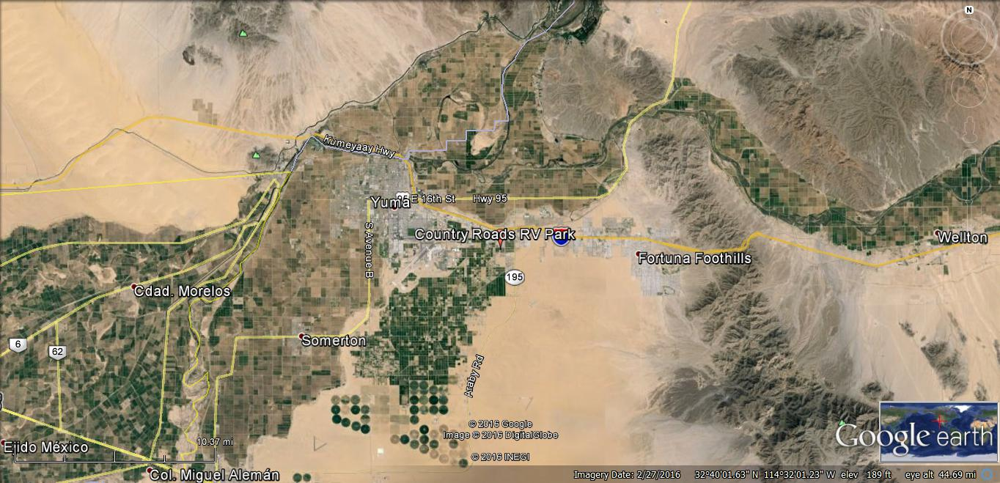 N
Kumeyaay Hwy
95
E 16th St
Hwy 95
Yuma
Country Roads RV Park
Wellton
S Avenue B
Fortuna Foothills
195
Cdad. Morelos
6
62
Somerton
Araby Rd
© 2016 Google
Image © 2016 DigitalGlobe
© 2016 INEGI
Ejido México
10.37 mi
Col. Miguel Alemán
Google earth
Imagery Date: 2/27/2016 32°40'01.63" N 114°32'01.23" W elev 189 ft eye alt 44.69 mi